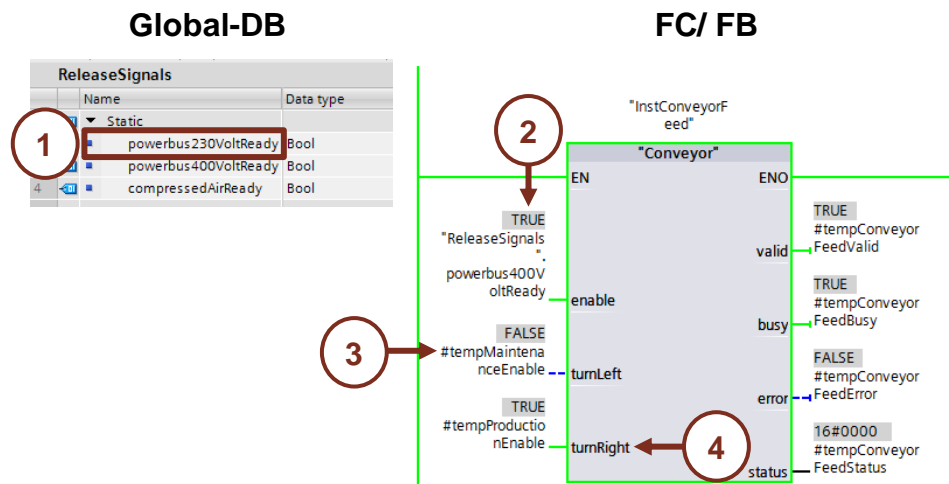 Global-DB
FC/ FB
ReleaseSignals
Name
Data type
Static
1
powerbus230VoltReady
Bool
powerbus400VoltReady
Bool
4
compressedAirReady
Bool
2
"InstConveyorF
eed"
"Conveyor"
EN
ENO
TRUE
"ReleaseSignals
".
powerbus400V
oltReady
enable
3
FALSE
#tempMaintena
nceEnable
turnLeft
TRUE
#tempProductio
nEnable
turnRight
4
TRUE
#tempConveyor
FeedValid
valid
TRUE
#tempConveyor
FeedBusy
busy
FALSE
#tempConveyor
FeedError
error
16#0000
#tempConveyor
FeedStatus
status